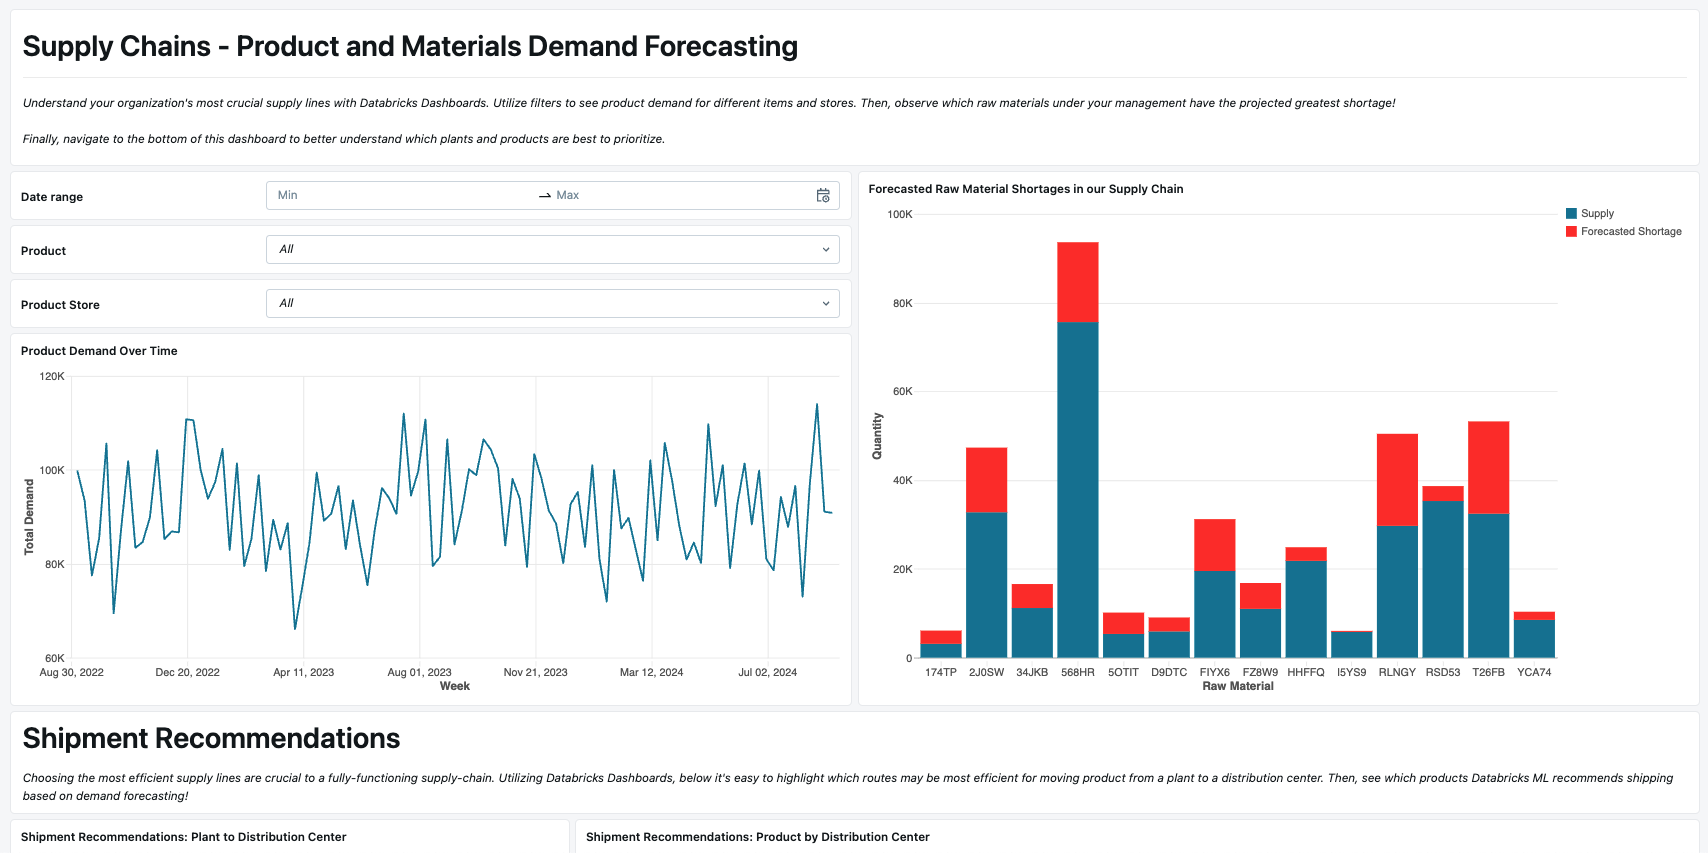 Supply Chains - Product and Materials Demand Forecasting
Understand your organization's most crucial supply lines with Databricks Dashboards. Utilize filters to see product demand for different items and stores. Then, observe which raw materials under your management have the projected greatest shortage!
Finally, navigate to the bottom of this dashboard to better understand which plants and products are best to prioritize.
Date range
Min → Max
Product
All
Product Store
All
Product Demand Over Time
120K
100K
80K
60K
Total Demand
Aug 30, 2022 Dec 20, 2022 Apr 11, 2023 Aug 01, 2023 Nov 21, 2023 Mar 12, 2024 Jul 02, 2024
Week
Forecasted Raw Material Shortages in our Supply Chain
Supply
Forecasted Shortage
100K
80K
60K
40K
20K
0
Quantity
174TP 2J0SW 34JKB 568HR 5OTIT D9DTC FIYX6 FZ8W9 HHFFQ I5YS9 RLNGY RSD53 T26FB YCA74
Raw Material
Shipment Recommendations
Choosing the most efficient supply lines are crucial to a fully-functioning supply-chain. Utilizing Databricks Dashboards, below it's easy to highlight which routes may be most efficient for moving product from a plant to a distribution center. Then, see which products Databricks ML recommends shipping
based on demand forecasting!
Shipment Recommendations: Plant to Distribution Center
Shipment Recommendations: Product by Distribution Center